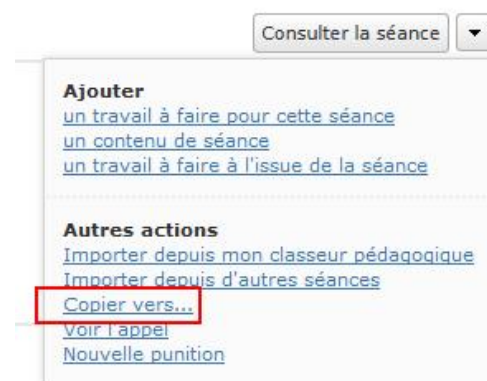 Consulter la séance
Ajouter
un travail à faire pour cette séance
un contenu de séance
un travail à faire à l'issue de la séance
Autres actions
Importer depuis mon classeur pédagogique
Importer depuis d'autres séances
Copier vers...
Voir l'appel
Nouvelle punition